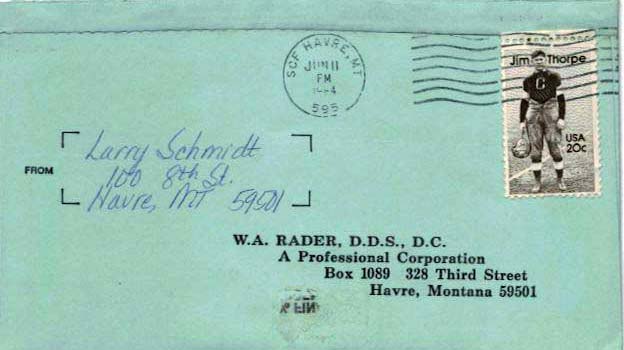 SCF HAVRE, MT
JUN 11
PM
595
Jim Thorpe
C
USA
20c
FROM
Larry Schmidt
100 8th St.
Havre, MT 59501
W.A. RADER, D.D.S., D.C.
A Professional Corporation
Box 1089 328 Third Street
Havre, Montana 59501